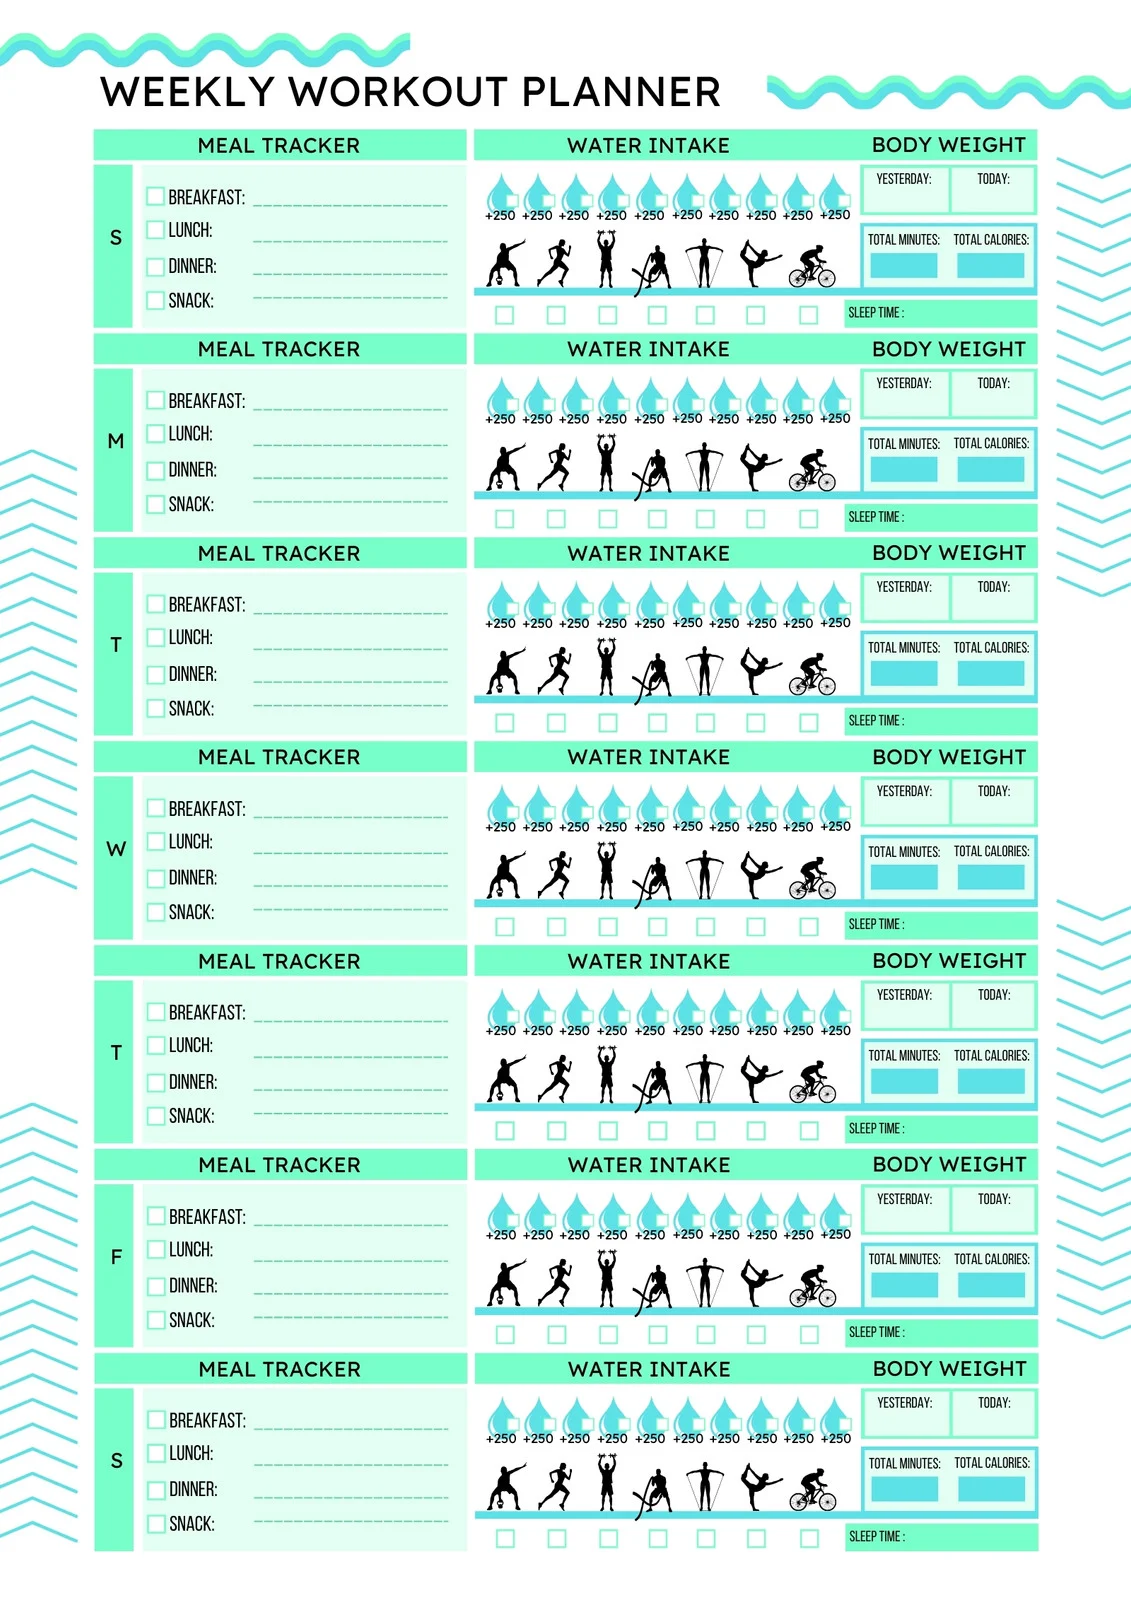 WEEKLY WORKOUT PLANNER
MEAL TRACKER WATER INTAKE BODY WEIGHT
S
BREAKFAST:
LUNCH:
DINNER:
SNACK:
+250 +250 +250 +250 +250 +250 +250 +250 +250 +250
YESTERDAY: TODAY:
TOTAL MINUTES: TOTAL CALORIES:
SLEEP TIME :
MEAL TRACKER WATER INTAKE BODY WEIGHT
M
BREAKFAST:
LUNCH:
DINNER:
SNACK:
+250 +250 +250 +250 +250 +250 +250 +250 +250 +250
YESTERDAY: TODAY:
TOTAL MINUTES: TOTAL CALORIES:
SLEEP TIME :
MEAL TRACKER WATER INTAKE BODY WEIGHT
T
BREAKFAST:
LUNCH:
DINNER:
SNACK:
+250 +250 +250 +250 +250 +250 +250 +250 +250 +250
YESTERDAY: TODAY:
TOTAL MINUTES: TOTAL CALORIES:
SLEEP TIME :
MEAL TRACKER WATER INTAKE BODY WEIGHT
W
BREAKFAST:
LUNCH:
DINNER:
SNACK:
+250 +250 +250 +250 +250 +250 +250 +250 +250 +250
YESTERDAY: TODAY:
TOTAL MINUTES: TOTAL CALORIES:
SLEEP TIME :
MEAL TRACKER WATER INTAKE BODY WEIGHT
T
BREAKFAST:
LUNCH:
DINNER:
SNACK:
+250 +250 +250 +250 +250 +250 +250 +250 +250 +250
YESTERDAY: TODAY:
TOTAL MINUTES: TOTAL CALORIES:
SLEEP TIME :
MEAL TRACKER WATER INTAKE BODY WEIGHT
F
BREAKFAST:
LUNCH:
DINNER:
SNACK:
+250 +250 +250 +250 +250 +250 +250 +250 +250 +250
YESTERDAY: TODAY:
TOTAL MINUTES: TOTAL CALORIES:
SLEEP TIME :
MEAL TRACKER WATER INTAKE BODY WEIGHT
S
BREAKFAST:
LUNCH:
DINNER:
SNACK:
+250 +250 +250 +250 +250 +250 +250 +250 +250 +250
YESTERDAY: TODAY:
TOTAL MINUTES: TOTAL CALORIES:
SLEEP TIME :